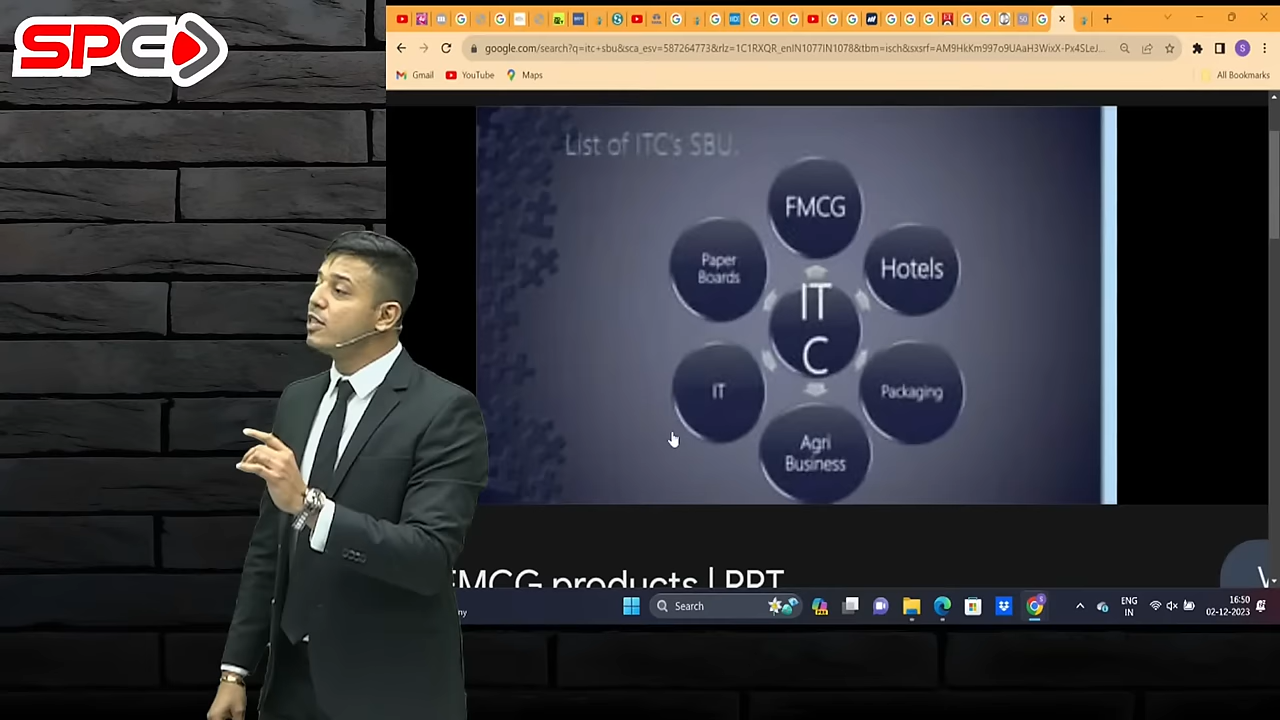 SPC
google.com/search?q=itc+sbu&sca_esv=587264773&rlz=1C1RXQR_enIN1077IN1078&tbm=isch&sxsrf=AM9HkKm997o9UAaH3WixX-Px4SLeJ...
S
Gmail
YouTube
Maps
All Bookmarks
List of ITC's SBU.
FMCG
Paper
Boards
Hotels
IT
C
IT
Packaging
Agri
Business
FMCG products | PPT
V
Search
ENG
IN
16:50
02-12-2023